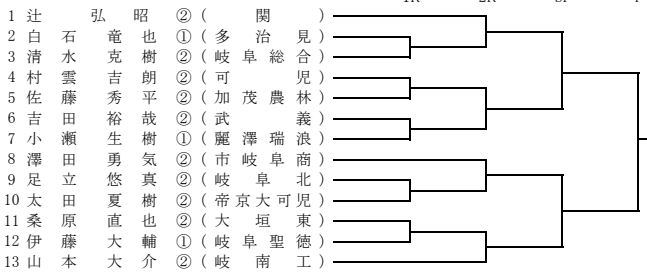 1 辻 弘 昭 ② ( 関 )
2 白 石 竜 也 ① ( 多 治 見 )
3 清 水 克 樹 ② ( 岐 阜 総 合 )
4 村 雲 吉 朗 ② ( 可 児 )
5 佐 藤 秀 平 ② ( 加 茂 農 林 )
6 吉 田 裕 哉 ② ( 武 義 )
7 小 瀬 生 樹 ① ( 麗 澤 瑞 浪 )
8 澤 田 勇 気 ② ( 市 岐 阜 商 )
9 足 立 悠 真 ② ( 岐 阜 北 )
10 太 田 夏 樹 ② ( 帝 京 大 可 児 )
11 桑 原 直 也 ② ( 大 垣 東 )
12 伊 藤 大 輔 ① ( 岐 阜 聖 徳 )
13 山 本 大 介 ② ( 岐 南 工 )